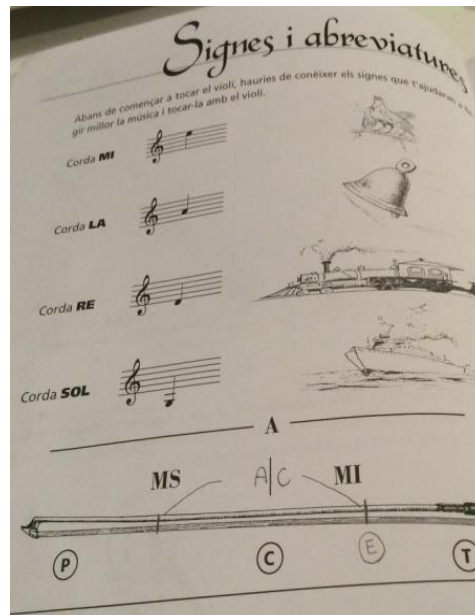 Signes i abreviatures
Abans de començar a tocar el violí, hauries de conèixer els signes que t'ajudaran a
gir millor la música i tocar-la amb el violí.
Corda MI
Corda LA
Corda RE
Corda SOL
A
MS A|C MI
P C E T